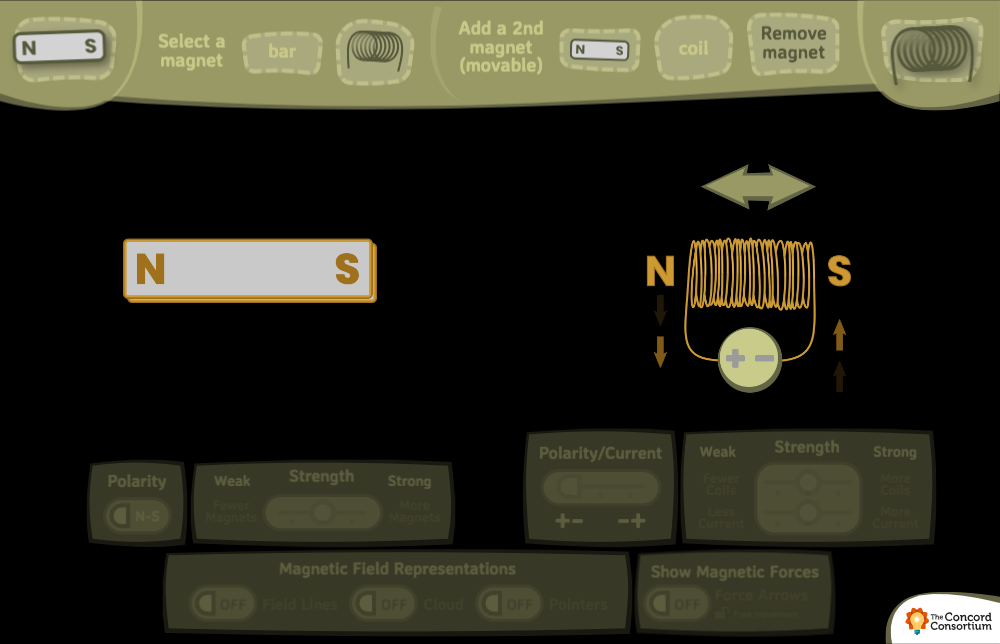 N S
Select a
magnet
bar
Add a 2nd
magnet
(movable)
N S
coil
Remove
magnet
N S
N S
+ −
Polarity
N-S
Weak Strength Strong
Fewer
Magnets
More
Magnets
Polarity/Current
+− −+
Weak Strength Strong
Fewer
Coils
More
Coils
Less
Current
More
Current
Magnetic Field Representations
OFF Field Lines OFF Cloud OFF Pointers
Show Magnetic Forces
OFF Force Arrows
The Concord
Consortium